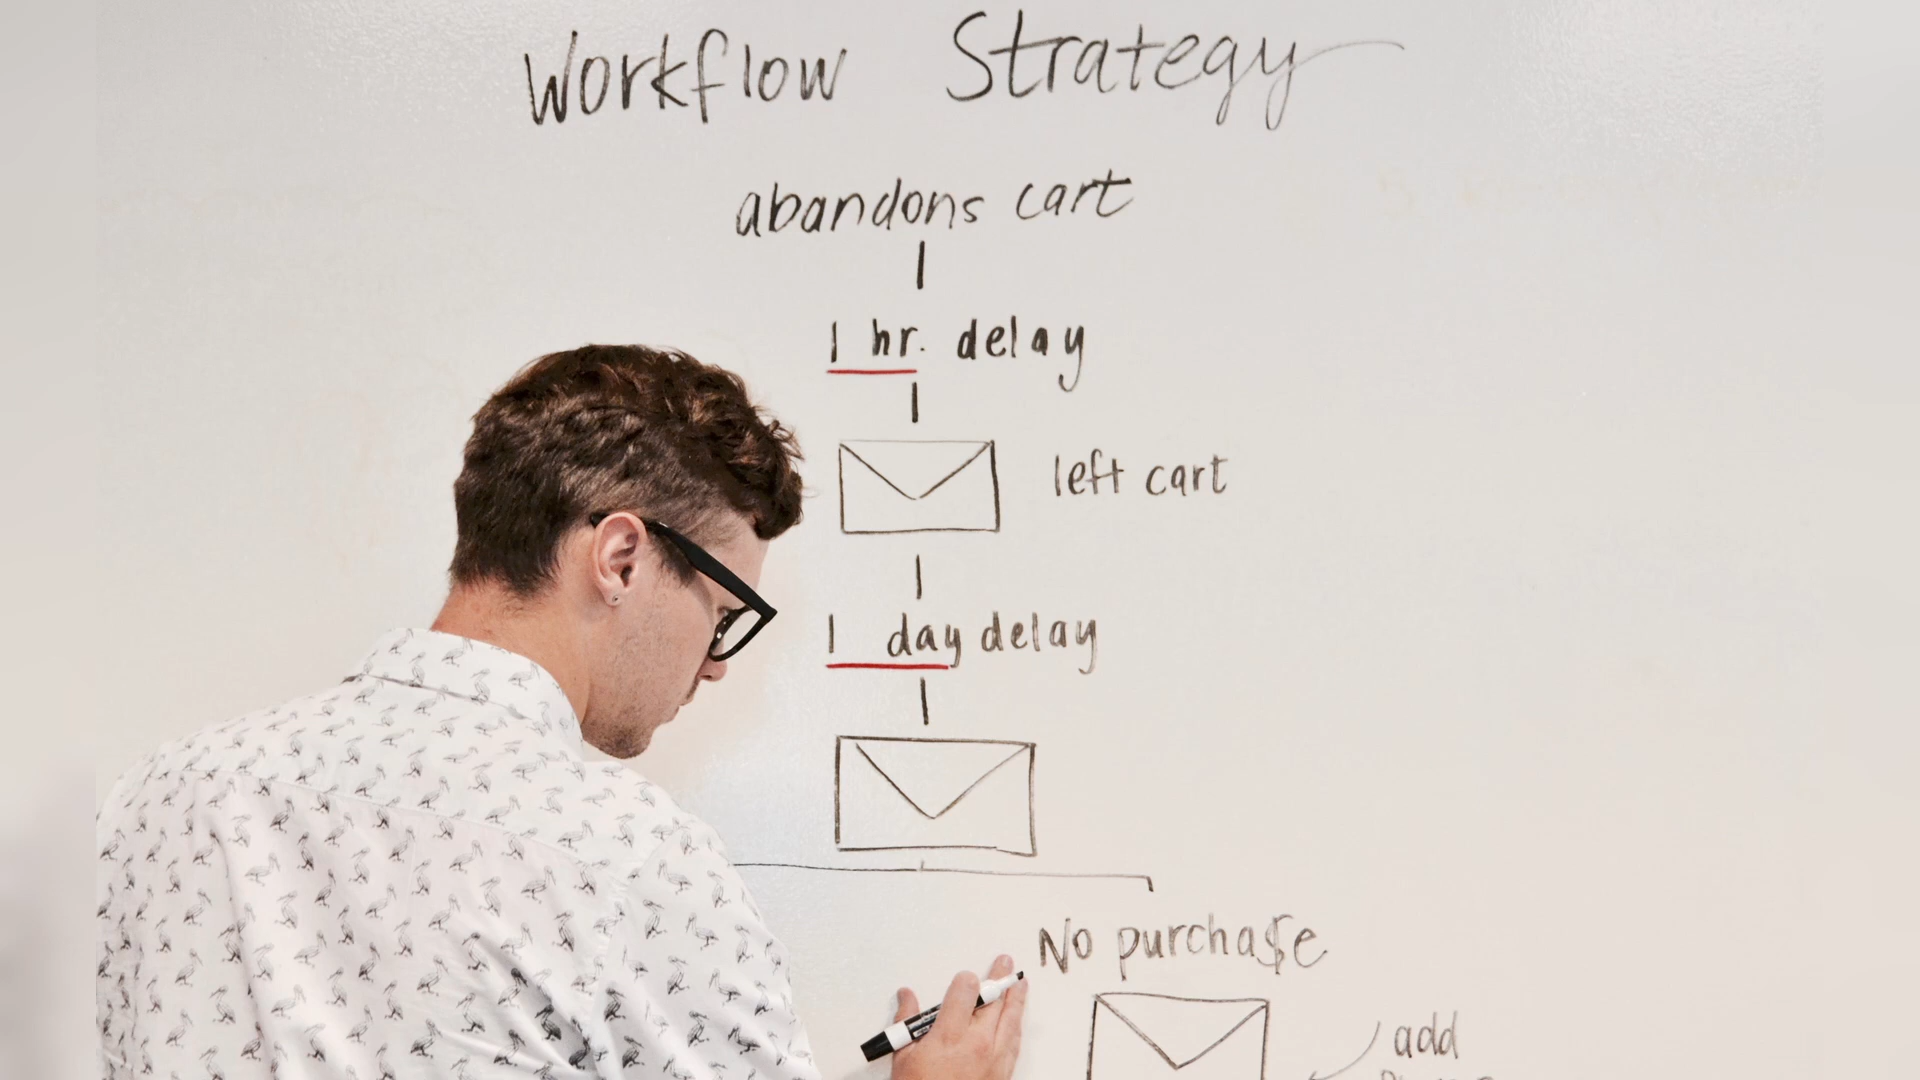 Workflow Strategy
abandons cart
1 hr. delay
left cart
1 day delay
No purchase
add